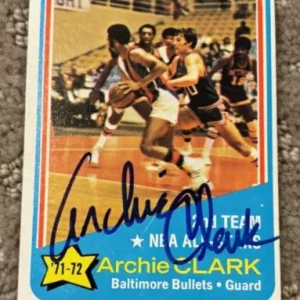 2nd TEAM
★ NBA ALL-STARS
Archie Clark
'71-72
Archie CLARK
Baltimore Bullets • Guard